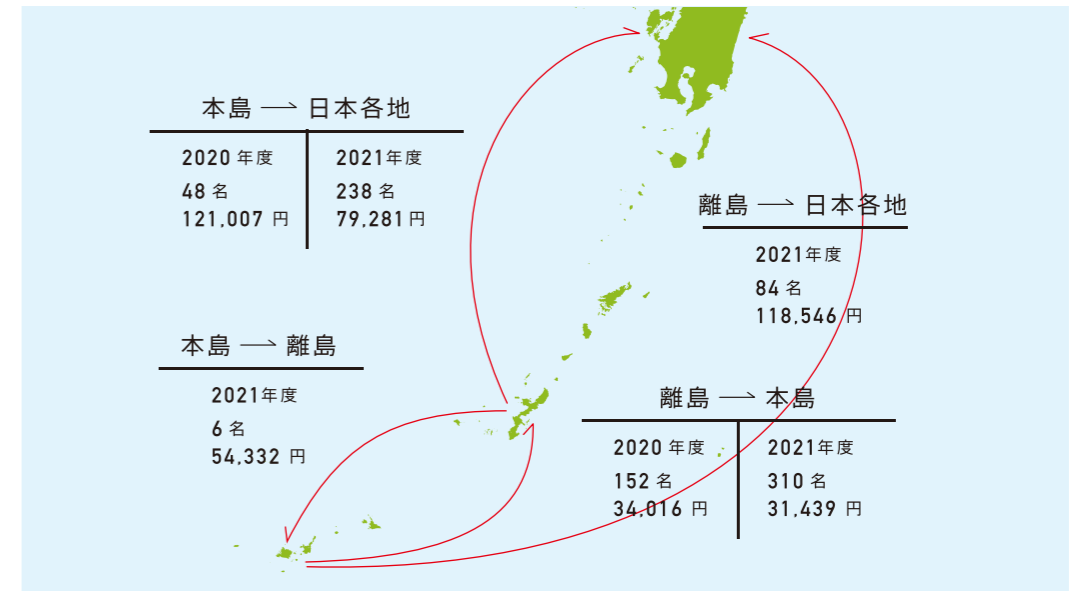 本島 → 日本各地
2020 年度
48 名
121,007 円
2021年度
238 名
79,281 円
離島 → 日本各地
2021年度
84 名
118,546 円
本島 → 離島
2021年度
6 名
54,332 円
離島 → 本島
2020 年度
152 名
34,016 円
2021年度
310 名
31,439 円